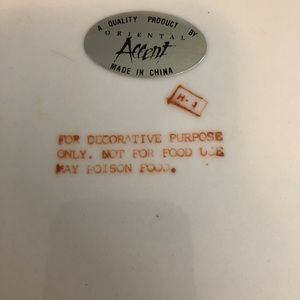 A QUALITY PRODUCT BY
ORIENTAL
Accent
MADE IN CHINA
H-J
FOR DECORATIVE PURPOSE
ONLY. NOT FOR FOOD USE
MAY POISON FOOD.